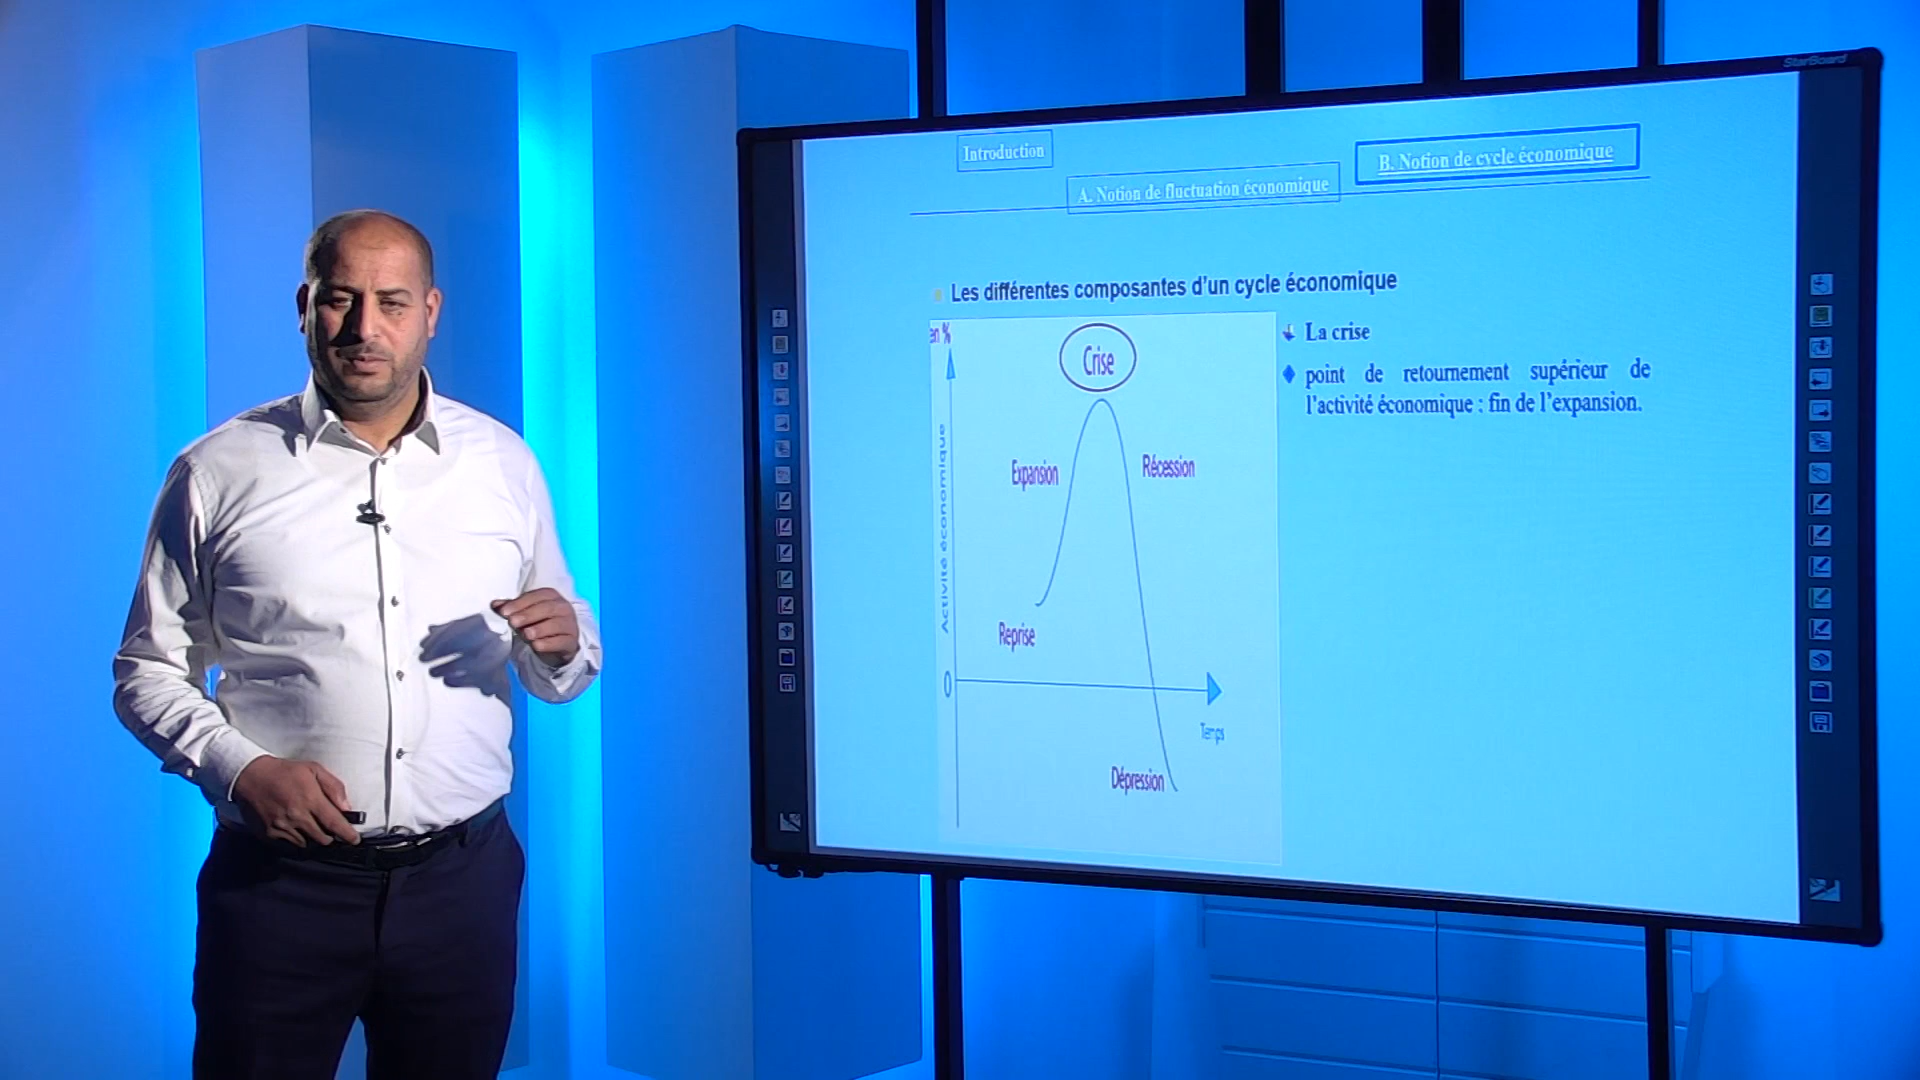 StarBoard
Introduction
B. Notion de cycle économique
A. Notion de fluctuation économique
Les différentes composantes d'un cycle économique
en %
Crise
La crise
point de retournement supérieur de
l'activité économique : fin de l'expansion.
Activité économique
Expansion
Récession
Reprise
0
Temps
Dépression